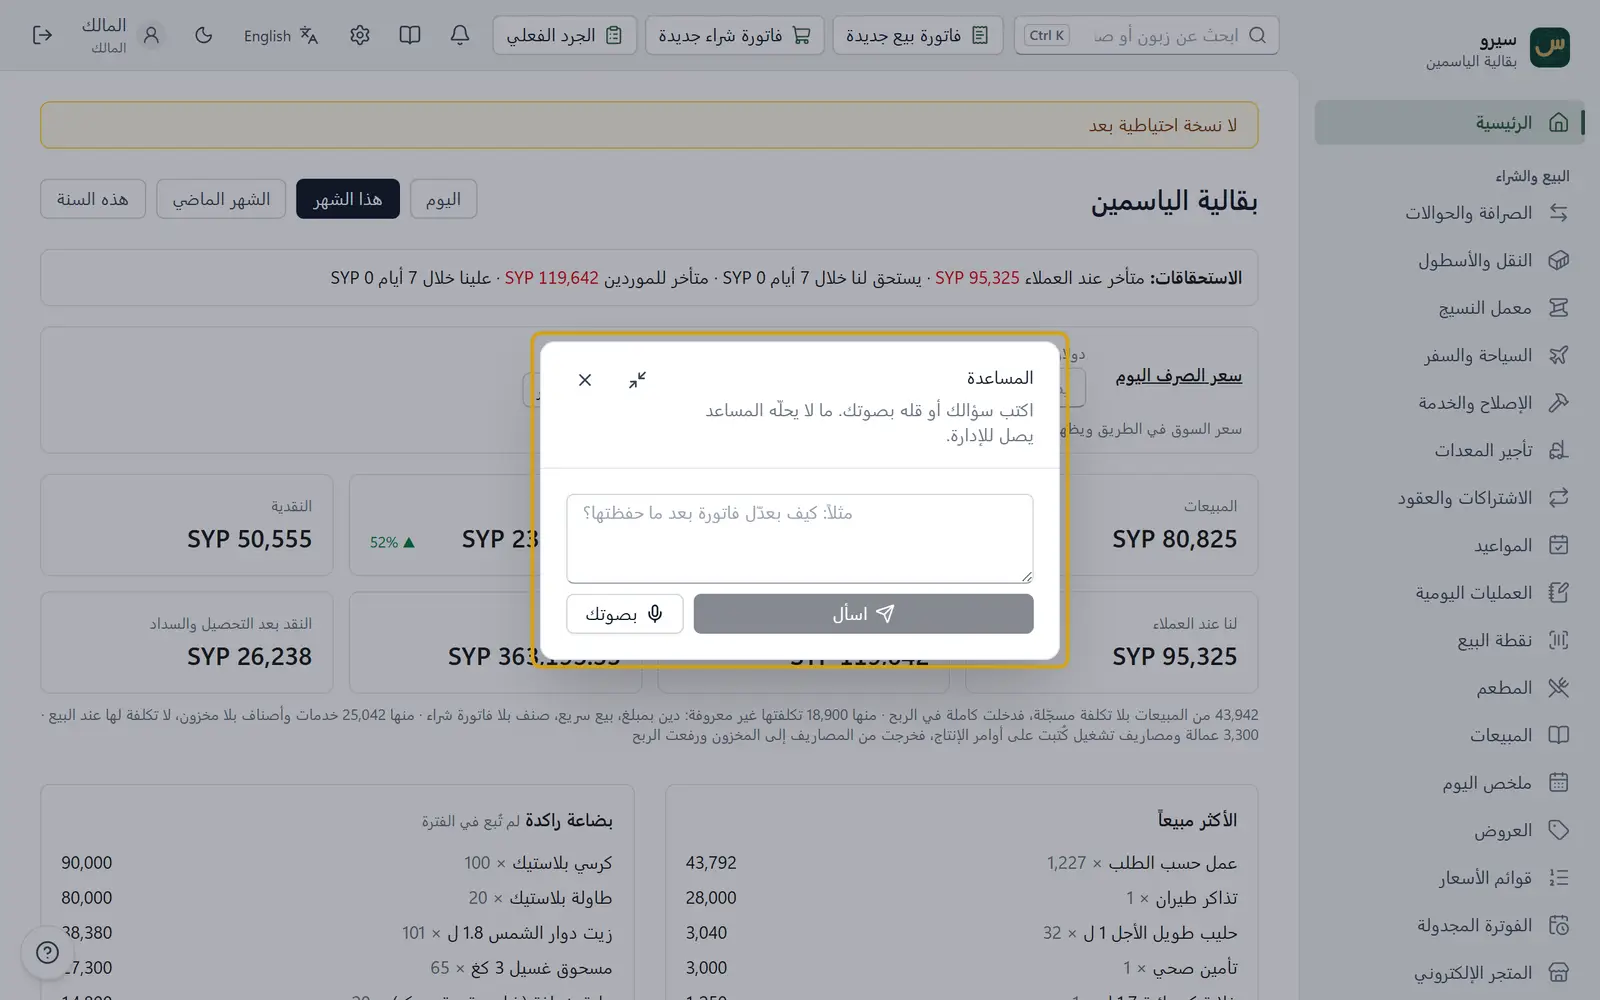 سيرو
بقالية الياسمين
ابحث عن زبون أو صـ
Ctrl K
فاتورة بيع جديدة
فاتورة شراء جديدة
الجرد الفعلي
English
المالك
المالك
الرئيسية
البيع والشراء
الصرافة والحوالات
النقل والأسطول
معمل النسيج
السياحة والسفر
الإصلاح والخدمة
تأجير المعدات
الاشتراكات والعقود
المواعيد
العمليات اليومية
نقطة البيع
المطعم
المبيعات
ملخص اليوم
العروض
قوائم الأسعار
الفوترة المجدولة
المتجر الإلكتروني
لا نسخة احتياطية بعد
بقالية الياسمين
اليوم
هذا الشهر
الشهر الماضي
هذه السنة
الاستحقاقات: متأخر عند العملاء SYP 95,325 · يستحق لنا خلال 7 أيام SYP 0 · متأخر للموردين SYP 119,642 · علينا خلال 7 أيام SYP 0
سعر الصرف اليوم
سعر السوق في الطريق
المساعدة
اكتب سؤالك أو قله بصوتك. ما لا يحلّه المساعد
يصل للإدارة.
مثلاً: كيف بعدّل فاتورة بعد ما حفظتها؟
اسأل
بصوتك
المبيعات
SYP 80,825
52% ▲
النقدية
SYP 50,555
لنا عند العملاء
SYP 95,325
SYP 119,642
النقد بعد التحصيل والسداد
SYP 26,238
43,942 من المبيعات بلا تكلفة مسجّلة، فدخلت كاملة في الربح · منها 18,900 تكلفتها غير معروفة: دين بمبلغ، بيع سريع، صنف بلا فاتورة شراء · منها 25,042 خدمات وأصناف بلا مخزون، لا تكلفة لها عند البيع ·
3,300 عمالة ومصاريف تشغيل كُتبت على أوامر الإنتاج، فخرجت من المصاريف إلى المخزون ورفعت الربح
الأكثر مبيعاً
عمل حسب الطلب × 1,227 43,792
تذاكر طيران × 1 28,000
حليب طويل الأجل 1 ل × 32 3,040
تأمين صحي × 1 3,000
بضاعة راكدة لم تُبع في الفترة
كرسي بلاستيك × 100 90,000
طاولة بلاستيك × 20 80,000
زيت دوار الشمس 1.8 ل × 101 38,380
مسحوق غسيل 3 كغ × 65